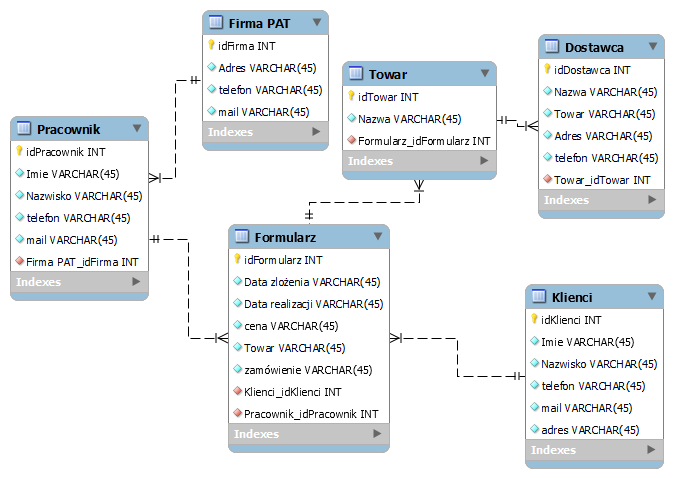 Firma PAT
idFirma INT
Adres VARCHAR(45)
telefon VARCHAR(45)
mail VARCHAR(45)
Indexes
Towar
idTowar INT
Nazwa VARCHAR(45)
Formularz_idFormularz INT
Indexes
Dostawca
idDostawca INT
Nazwa VARCHAR(45)
Towar VARCHAR(45)
Adres VARCHAR(45)
telefon VARCHAR(45)
Towar_idTowar INT
Indexes
Pracownik
idPracownik INT
Imie VARCHAR(45)
Nazwisko VARCHAR(45)
telefon VARCHAR(45)
mail VARCHAR(45)
Firma PAT_idFirma INT
Indexes
Formularz
idFormularz INT
Data zlożenia VARCHAR(45)
Data realizacji VARCHAR(45)
cena VARCHAR(45)
Towar VARCHAR(45)
zamówienie VARCHAR(45)
Klienci_idKlienci INT
Pracownik_idPracownik INT
Indexes
Klienci
idKlienci INT
Imie VARCHAR(45)
Nazwisko VARCHAR(45)
telefon VARCHAR(45)
mail VARCHAR(45)
adres VARCHAR(45)
Indexes